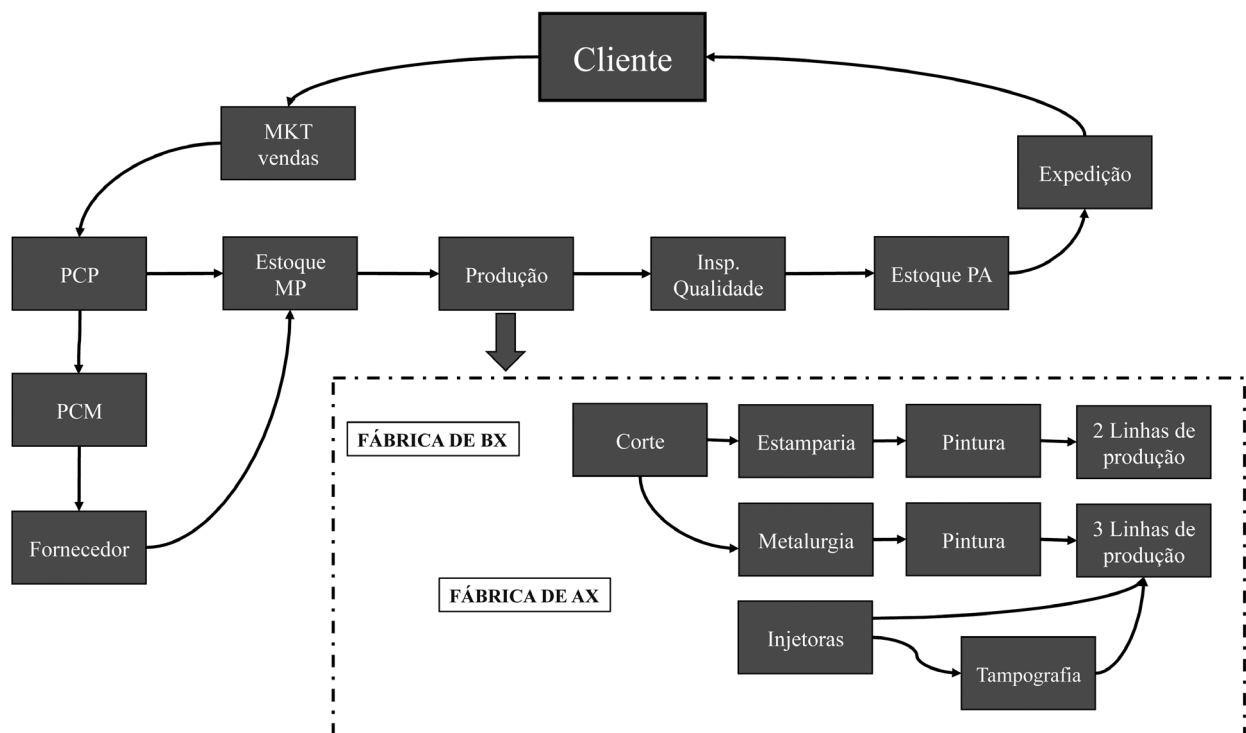 Cliente
MKT
vendas
Expedição
PCP
Estoque
MP
Produção
Insp.
Qualidade
Estoque PA
PCM
Fornecedor
FÁBRICA DE BX
Corte
Estamparia
Pintura
2 Linhas de
produção
Metalurgia
Pintura
3 Linhas de
produção
FÁBRICA DE AX
Injetoras
Tampografia